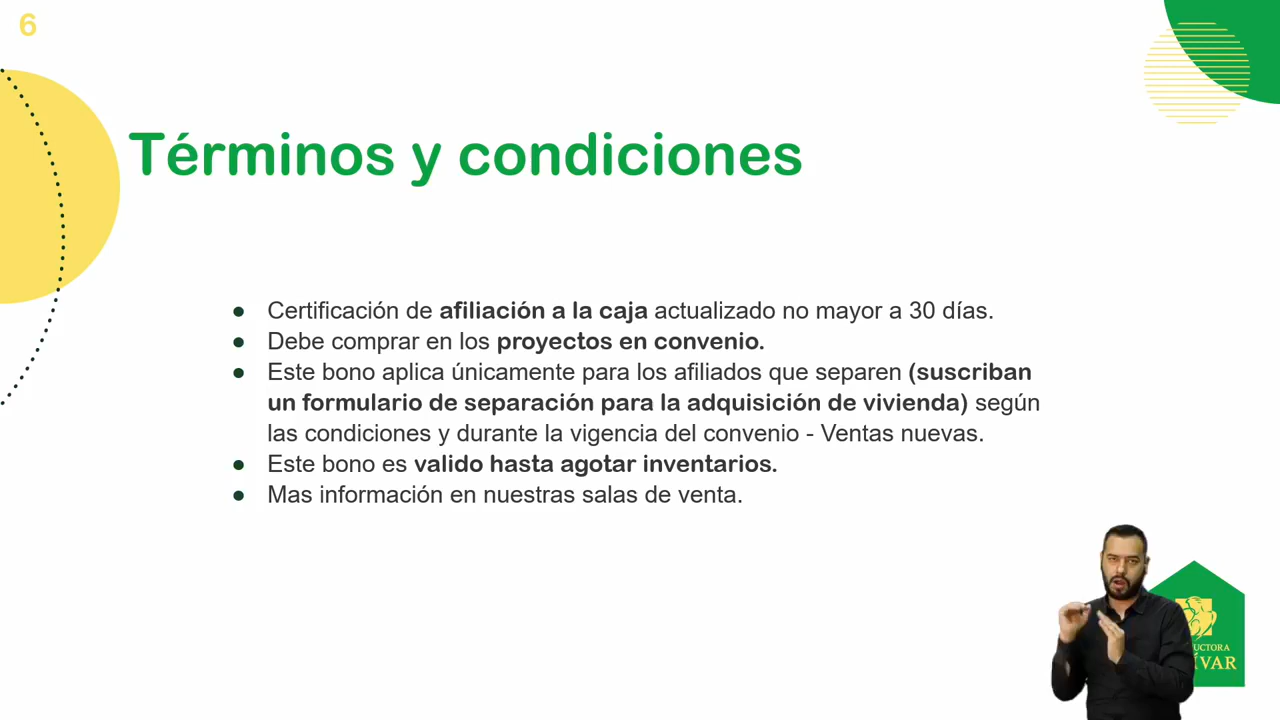 6
Términos y condiciones
● Certificación de afiliación a la caja actualizado no mayor a 30 días.
● Debe comprar en los proyectos en convenio.
● Este bono aplica únicamente para los afiliados que separen (suscriban
un formulario de separación para la adquisición de vivienda) según
las condiciones y durante la vigencia del convenio - Ventas nuevas.
● Este bono es valido hasta agotar inventarios.
● Mas información en nuestras salas de venta.
UCTORA
ÍVAR